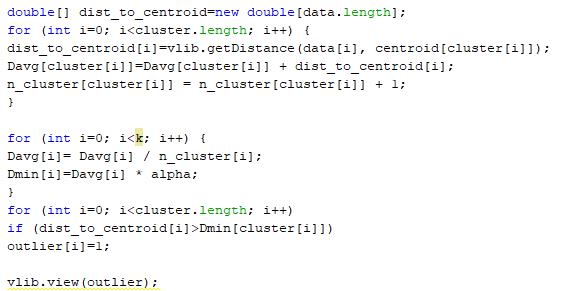 double[] dist_to_centroid=new double[data.length];
for (int i=0; i<cluster.length; i++) {
dist_to_centroid[i]=vlib.getDistance(data[i], centroid[cluster[i]]);
Davg[cluster[i]]=Davg[cluster[i]] + dist_to_centroid[i];
n_cluster[cluster[i]] = n_cluster[cluster[i]] + 1;
}
for (int i=0; i<k; i++) {
Davg[i]= Davg[i] / n_cluster[i];
Dmin[i]=Davg[i] * alpha;
}
for (int i=0; i<cluster.length; i++)
if (dist_to_centroid[i]>Dmin[cluster[i]])
outlier[i]=1;
vlib.view(outlier);